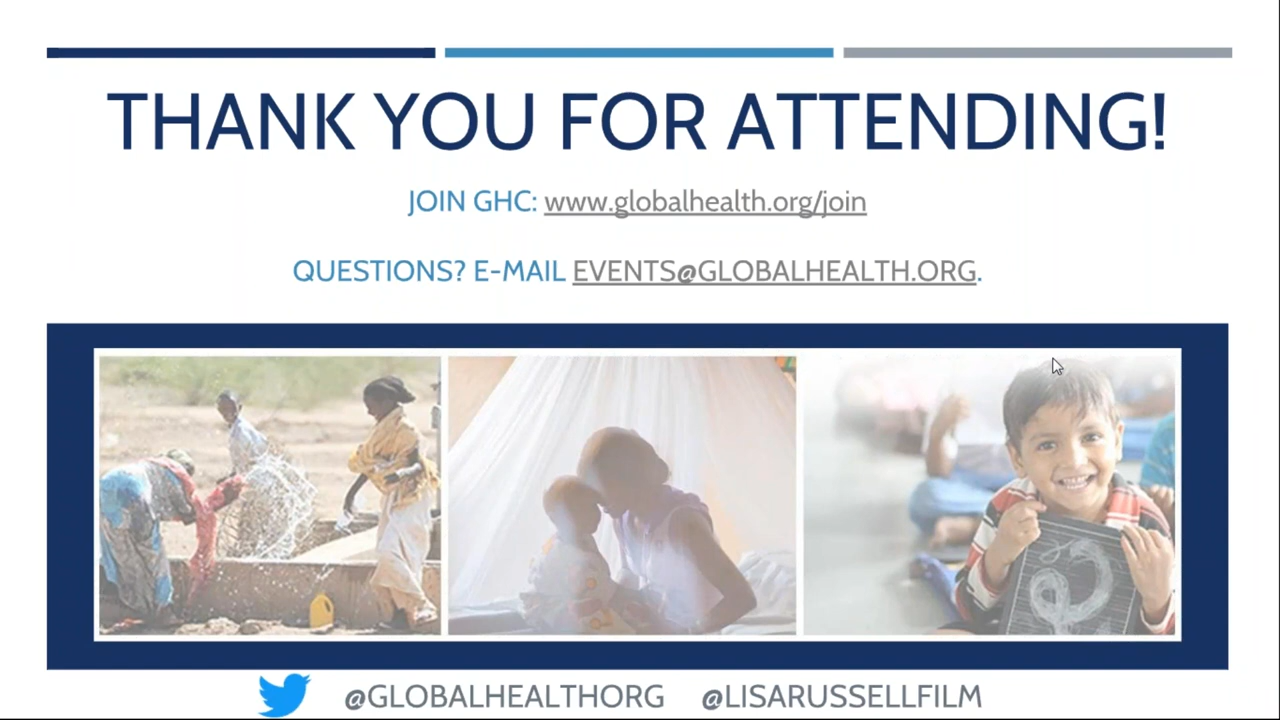 THANK YOU FOR ATTENDING!
JOIN GHC: www.globalhealth.org/join
QUESTIONS? E-MAIL EVENTS@GLOBALHEALTH.ORG.
@GLOBALHEALTHORG @LISARUSSELLFILM